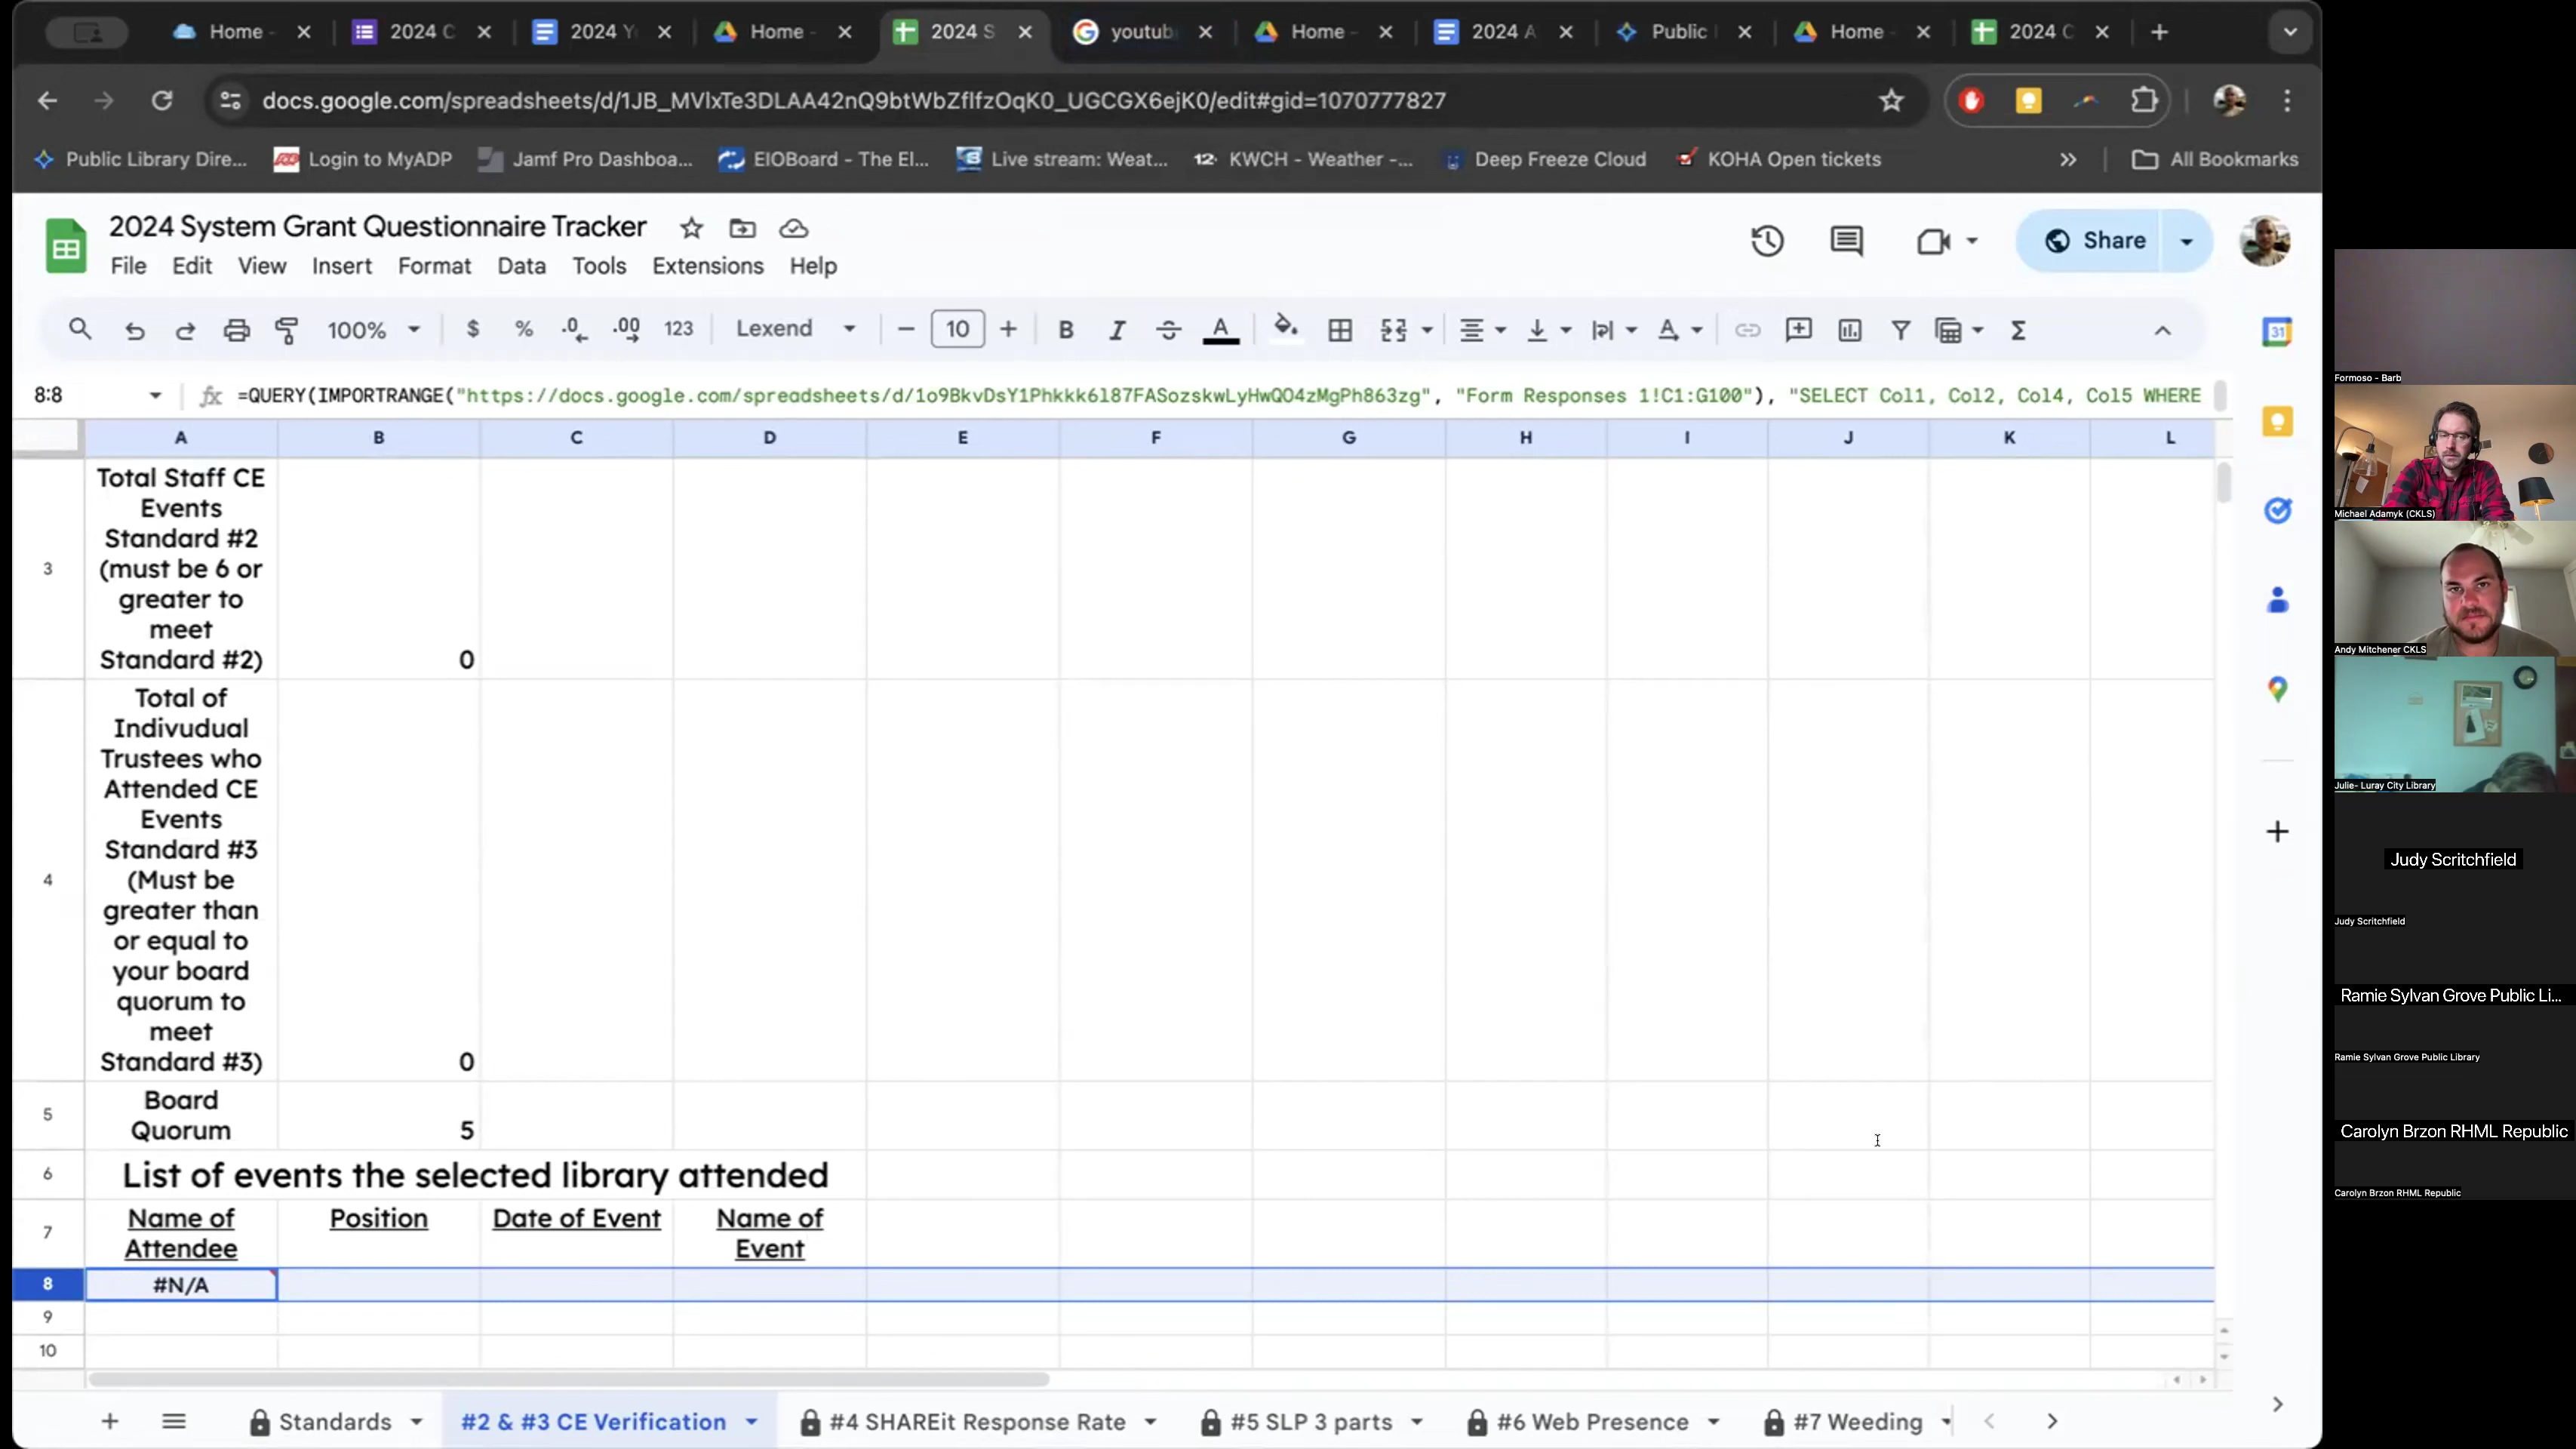 Home -
2024 C
2024 Y
Home -
2024 S
youtub
Home -
2024 A
Public
Home -
2024 C
docs.google.com/spreadsheets/d/1JB_MVlxTe3DLAA42nQ9btWbZflfzOqK0_UGCGX6ejK0/edit#gid=1070777827
Public Library Dire...
Login to MyADP
Jamf Pro Dashboa...
EIOBoard - The El...
Live stream: Weat...
KWCH - Weather -...
Deep Freeze Cloud
KOHA Open tickets
All Bookmarks
2024 System Grant Questionnaire Tracker
File Edit View Insert Format Data Tools Extensions Help
Share
100% $ % .0 .00 123 Lexend 10 B I A
31
8:8
fx =QUERY(IMPORTRANGE("https://docs.google.com/spreadsheets/d/1o9BkvDsY1Phkkk6l87FASozskwLyHwQO4zMgPh863zg", "Form Responses 1!C1:G100"), "SELECT Col1, Col2, Col4, Col5 WHERE
A B C D E F G H I J K L
3
Total Staff CE
Events
Standard #2
(must be 6 or
greater to
meet
Standard #2)
0
4
Total of
Indivudual
Trustees who
Attended CE
Events
Standard #3
(Must be
greater than
or equal to
your board
quorum to
meet
Standard #3)
0
5
Board
Quorum
5
6
List of events the selected library attended
7
Name of
Attendee
Position
Date of Event
Name of
Event
8
#N/A
9
10
Standards
#2 & #3 CE Verification
#4 SHAREit Response Rate
#5 SLP 3 parts
#6 Web Presence
#7 Weeding
Formoso - Barb
Michael Adamyk (CKLS)
Andy Mitchener CKLS
Julie- Luray City Library
Judy Scritchfield
Judy Scritchfield
Ramie Sylvan Grove Public Li...
Ramie Sylvan Grove Public Library
Carolyn Brzon RHML Republic
Carolyn Brzon RHML Republic